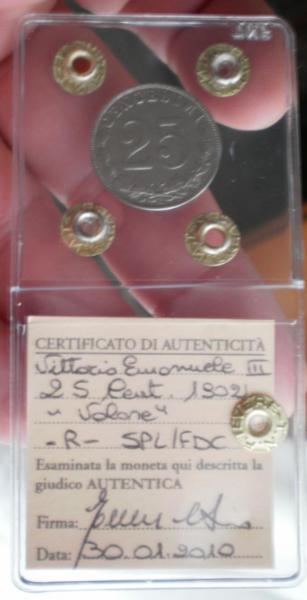 CENTESIMI
25
CERTIFICATO DI AUTENTICITÀ
Vittorio Emanuele III
25 Cent. 1902
"Valore"
-R- SPL/FDC
Esaminata la moneta qui descritta la
giudico AUTENTICA
Firma:
Data: 30.01.2010